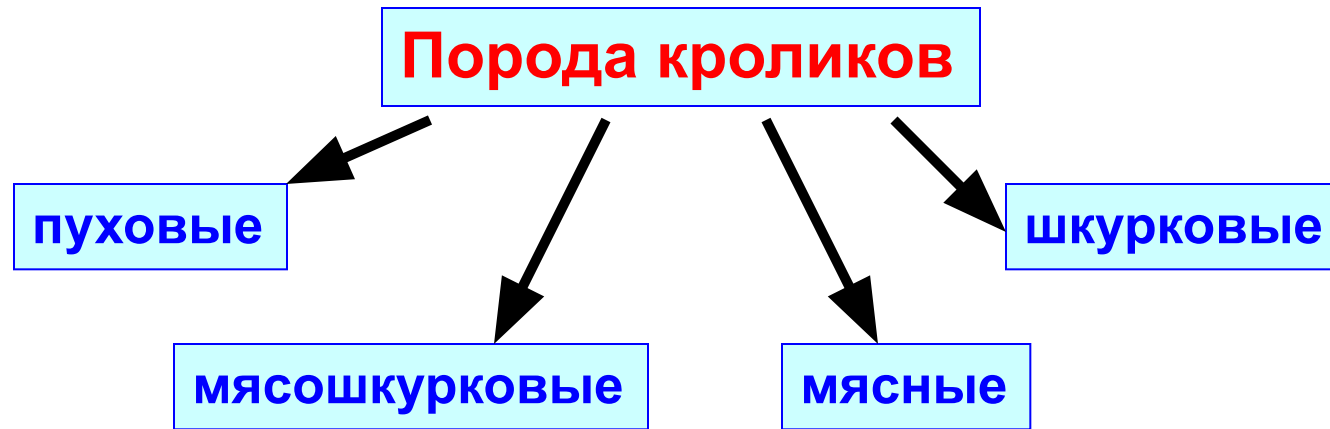 Порода кроликов
пуховые
шкурковые
мясошкурковые
мясные